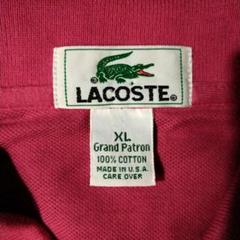 LACOSTE®
XL
Grand Patron
100% COTTON
MADE IN U.S.A.
CARE OVER